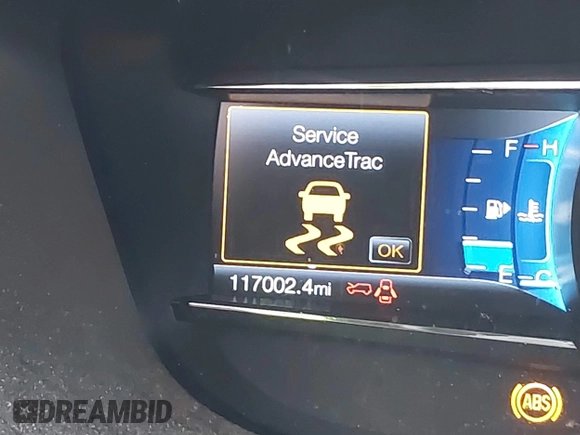 Service
AdvanceTrac
OK
F
H
E
C
117002.4mi
ABS
DREAMBID